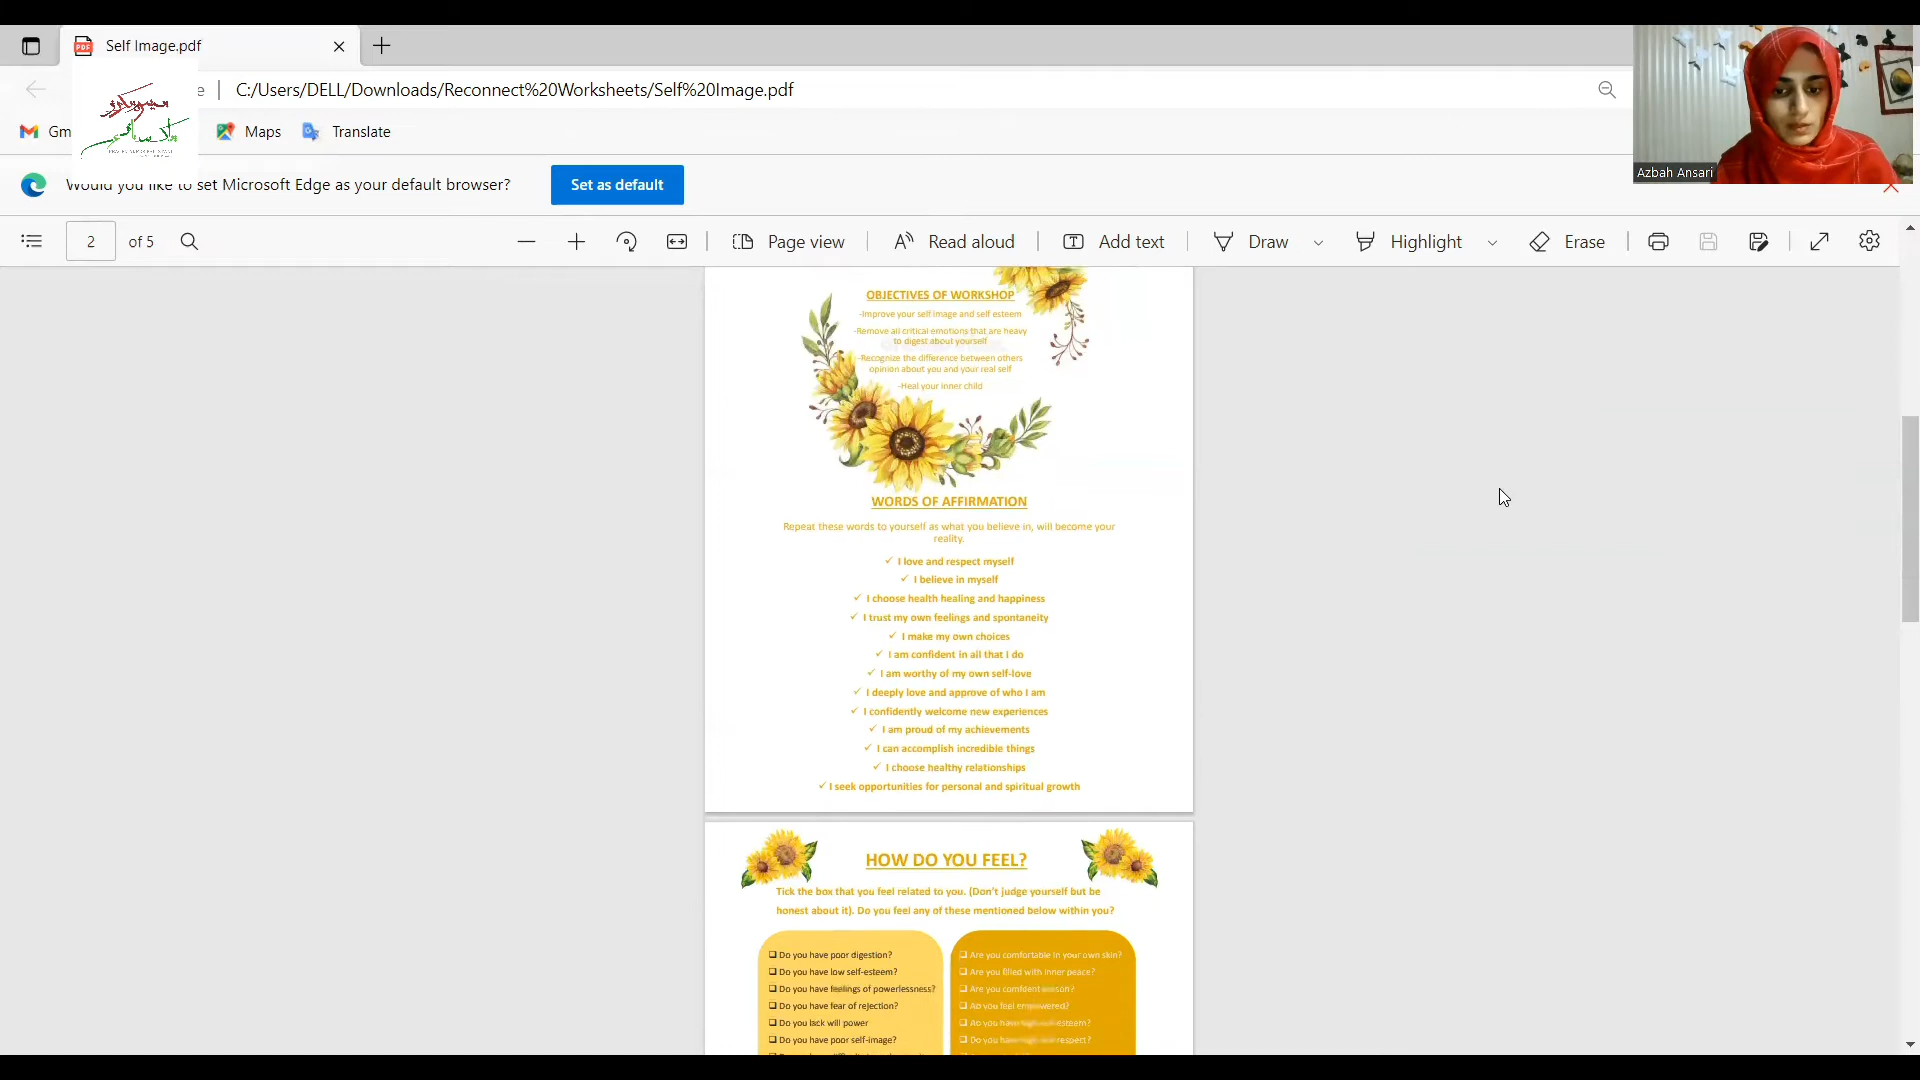 Self Image.pdf
C:/Users/DELL/Downloads/Reconnect%20Worksheets/Self%20Image.pdf
Gm
Maps
Translate
Azbah Ansari
Would you like to set Microsoft Edge as your default browser?
Set as default
2 of 5
Page view
Read aloud
Add text
Draw
Highlight
Erase
OBJECTIVES OF WORKSHOP
-Improve your self image and self esteem
-Remove all critical emotions that are heavy
to digest about yourself
-Recognize the difference between others
opinion about you and your real self
-Heal your inner child
WORDS OF AFFIRMATION
Repeat these words to yourself as what you believe in, will become your
reality.
✓ I love and respect myself
✓ I believe in myself
✓ I choose health healing and happiness
✓ I trust my own feelings and spontaneity
✓ I make my own choices
✓ I am confident in all that I do
✓ I am worthy of my own self-love
✓ I deeply love and approve of who I am
✓ I confidently welcome new experiences
✓ I am proud of my achievements
✓ I can accomplish incredible things
✓ I choose healthy relationships
✓ I seek opportunities for personal and spiritual growth
HOW DO YOU FEEL?
Tick the box that you feel related to you. (Don't judge yourself but be
honest about it). Do you feel any of these mentioned below within you?
❑ Do you have poor digestion?
❑ Do you have low self-esteem?
❑ Do you have feelings of powerlessness?
❑ Do you have fear of rejection?
❑ Do you lack will power
❑ Do you have poor self-image?
❑ Are you comfortable in your own skin?
❑ Are you filled with inner peace?
❑ Are you
❑ you feel empowered?
❑ you have esteem?
❑ Do you have respect?